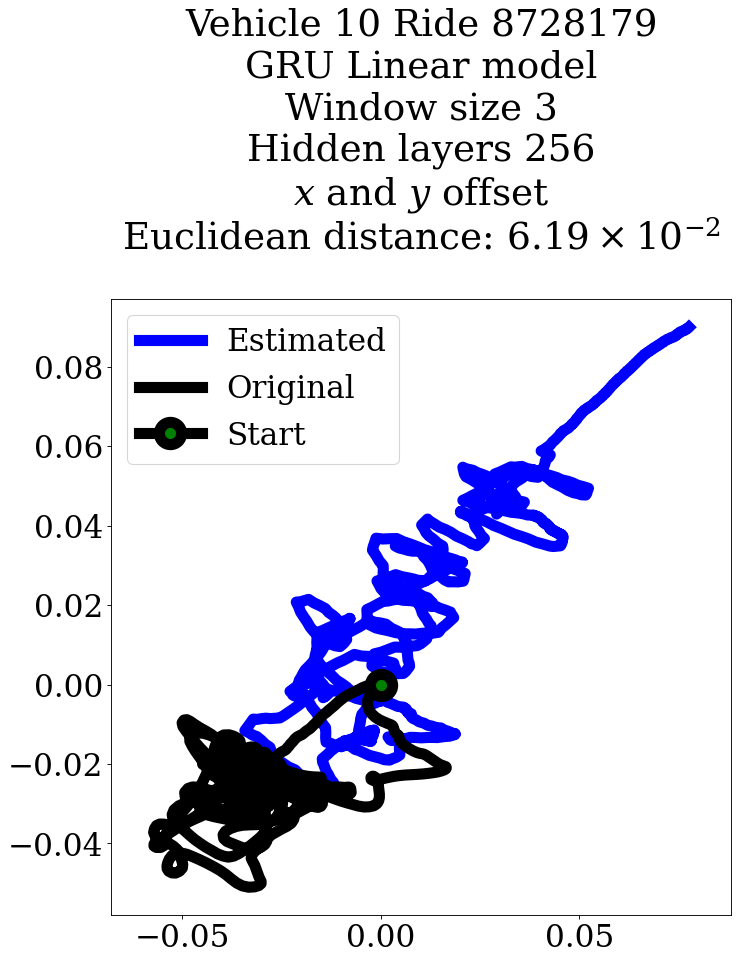 Vehicle 10 Ride 8728179
GRU Linear model
Window size 3
Hidden layers 256
x and y offset
Euclidean distance: 6.19 × 10⁻²
Estimated
Original
Start
0.08
0.06
0.04
0.02
0.00
−0.02
−0.04
−0.05 0.00 0.05